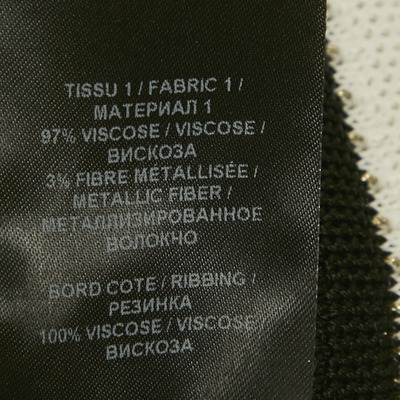 TISSU 1 / FABRIC 1 /
МАТЕРИАЛ 1
97% VISCOSE / VISCOSE /
ВИСКОЗА
3% FIBRE METALLISÉE /
METALLIC FIBER /
МЕТАЛЛИЗИРОВАННОЕ
ВОЛОКНО
BORD COTE / RIBBING /
РЕЗИНКА
100% VISCOSE / VISCOSE /
ВИСКОЗА